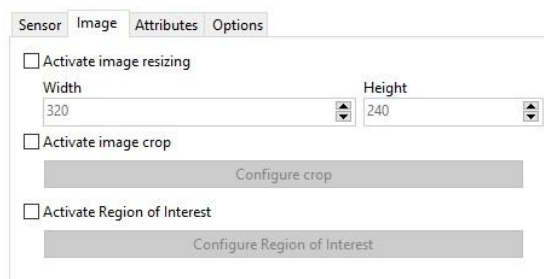 Sensor Image Attributes Options
Activate image resizing
Width Height
320 240
Activate image crop
Configure crop
Activate Region of Interest
Configure Region of Interest